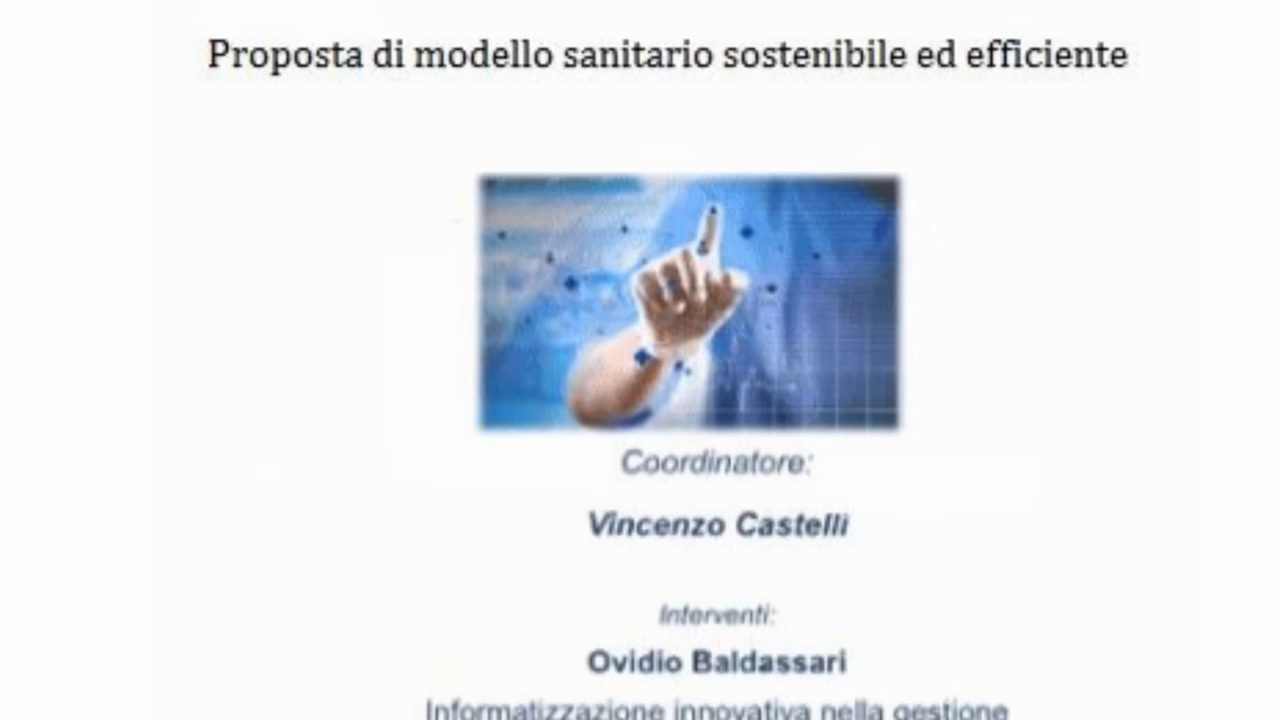 Proposta di modello sanitario sostenibile ed efficiente
Coordinatore:
Vincenzo Castelli
Interventi:
Ovidio Baldassari
Informatizzazione innovativa nella gestione